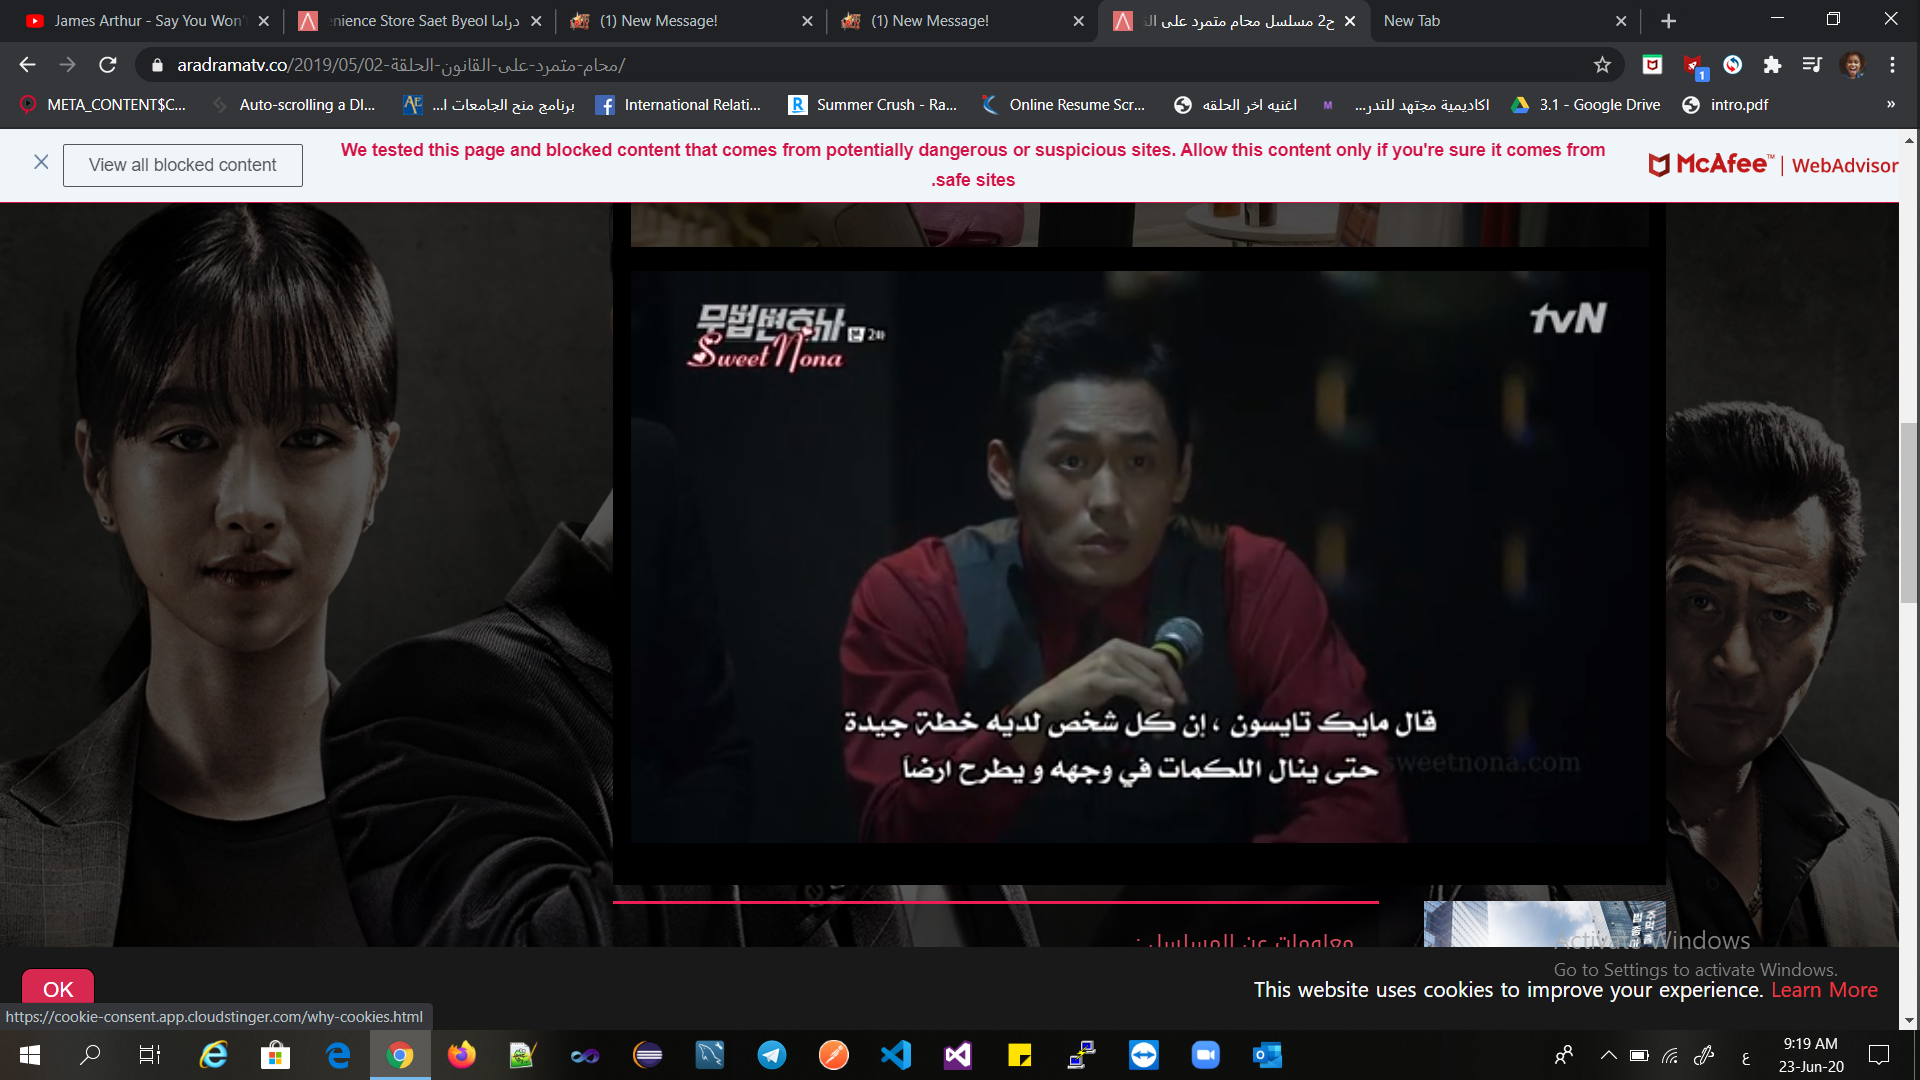 James Arthur - Say You Won'
enience Store Saet Byeol دراما
(1) New Message!
(1) New Message!
ح2 مسلسل محام متمرد على الق
New Tab
aradramatv.co/2019/05/02/محام-متمرد-على-القانون-الحلقة-
1
META_CONTENT$C...
Auto-scrolling a DI...
برنامج منح الجامعات ا...
International Relati...
Summer Crush - Ra...
Online Resume Scr...
اغنيه اخر الحلقه
اكاديمية مجتهد للتدر...
3.1 - Google Drive
intro.pdf
»
View all blocked content
We tested this page and blocked content that comes from potentially dangerous or suspicious sites. Allow this content only if you're sure it comes from
.safe sites
McAfee™ | WebAdvisor
무법변호사 2회
Sweet Nona
tvN
قال مايك تايسون ، إن كل شخص لديه خطة جيدة
حتى ينال اللكمات في وجهه و يطرح ارضاً
sweetnona.com
معلومات عن المسلسل :
Activate Windows
Go to Settings to activate Windows.
OK
This website uses cookies to improve your experience. Learn More
https://cookie-consent.app.cloudstinger.com/why-cookies.html
ع
9:19 AM
23-Jun-20